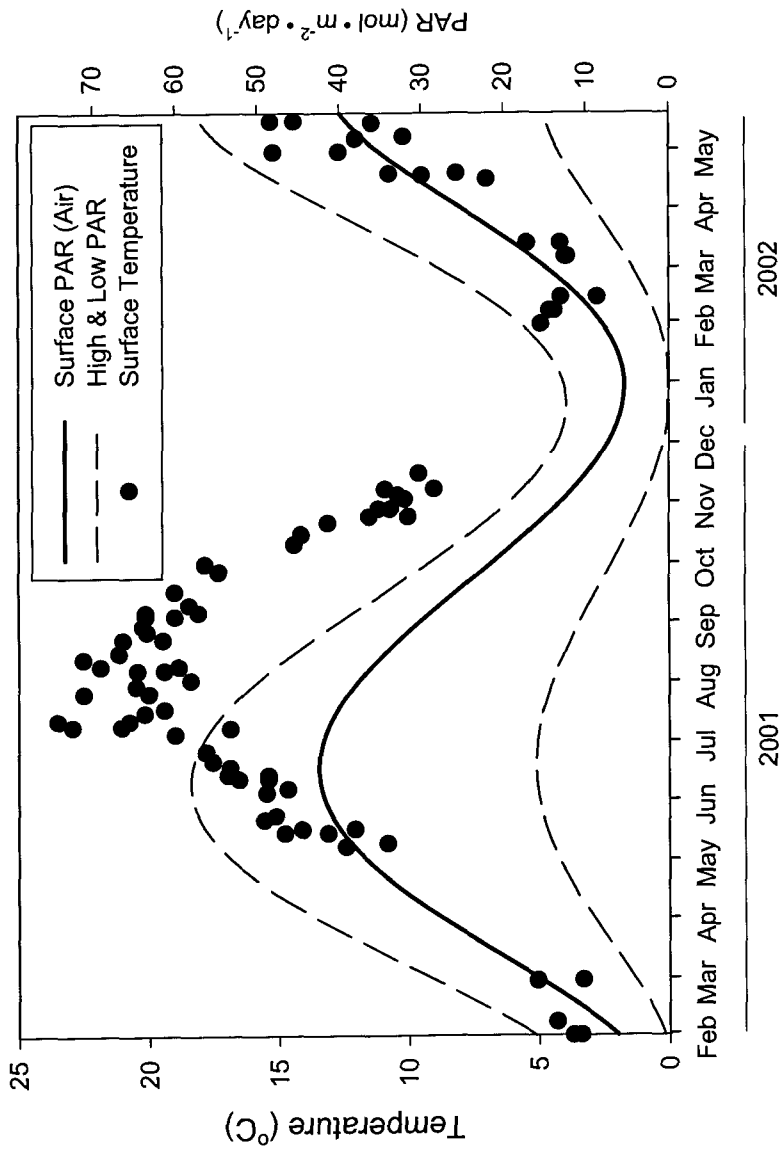 Surface PAR (Air)
High & Low PAR
Surface Temperature
Temperature (°C)
25
20
15
10
5
0
PAR (mol • m⁻² • day⁻¹)
70
60
50
40
30
20
10
0
Feb Mar Apr May Jun Jul Aug Sep Oct Nov Dec Jan Feb Mar Apr May
2001 2002